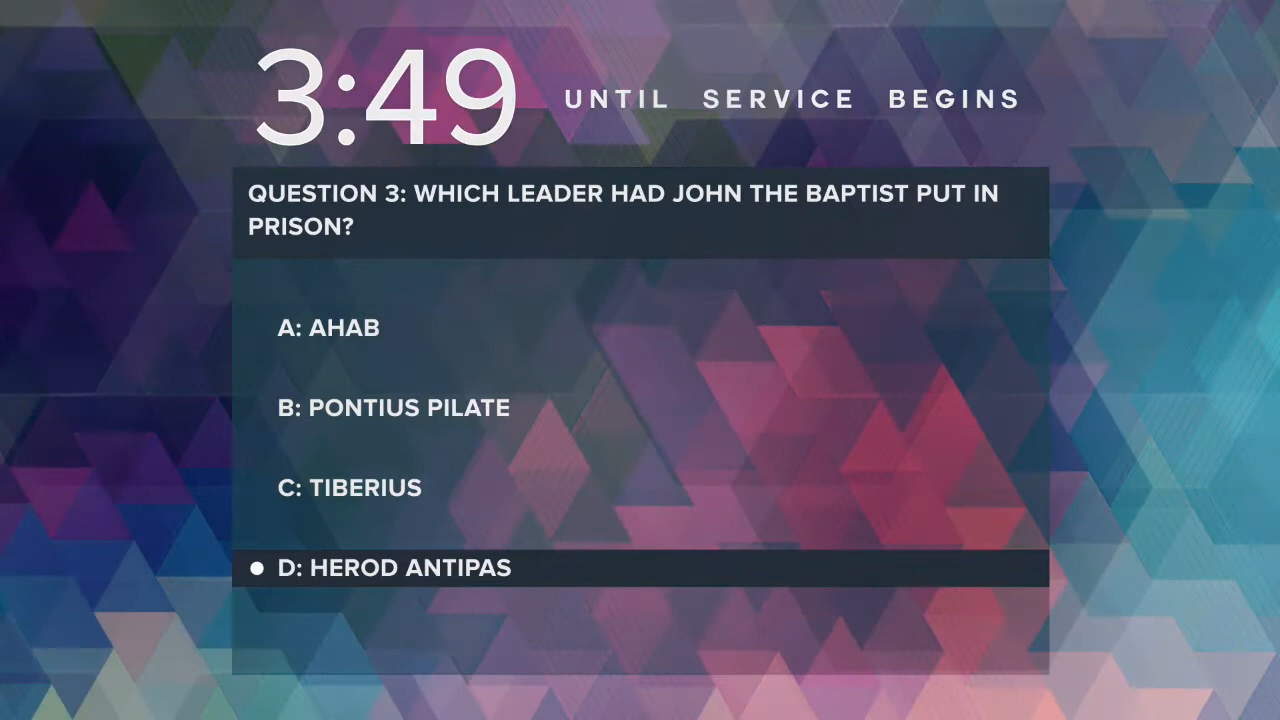 3:49 UNTIL SERVICE BEGINS
QUESTION 3: WHICH LEADER HAD JOHN THE BAPTIST PUT IN
PRISON?
A: AHAB
B: PONTIUS PILATE
C: TIBERIUS
D: HEROD ANTIPAS